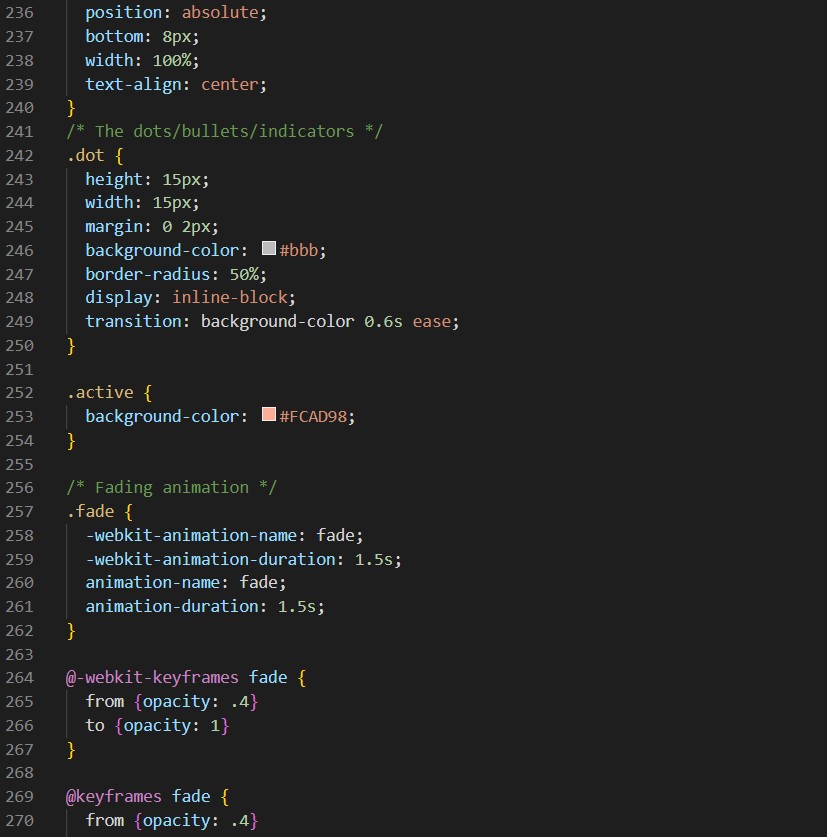 236 position: absolute;
237 bottom: 8px;
238 width: 100%;
239 text-align: center;
240 }
241 /* The dots/bullets/indicators */
242 .dot {
243 height: 15px;
244 width: 15px;
245 margin: 0 2px;
246 background-color: #bbb;
247 border-radius: 50%;
248 display: inline-block;
249 transition: background-color 0.6s ease;
250 }
251
252 .active {
253 background-color: #FCAD98;
254 }
255
256 /* Fading animation */
257 .fade {
258 -webkit-animation-name: fade;
259 -webkit-animation-duration: 1.5s;
260 animation-name: fade;
261 animation-duration: 1.5s;
262 }
263
264 @-webkit-keyframes fade {
265 from {opacity: .4}
266 to {opacity: 1}
267 }
268
269 @keyframes fade {
270 from {opacity: .4}